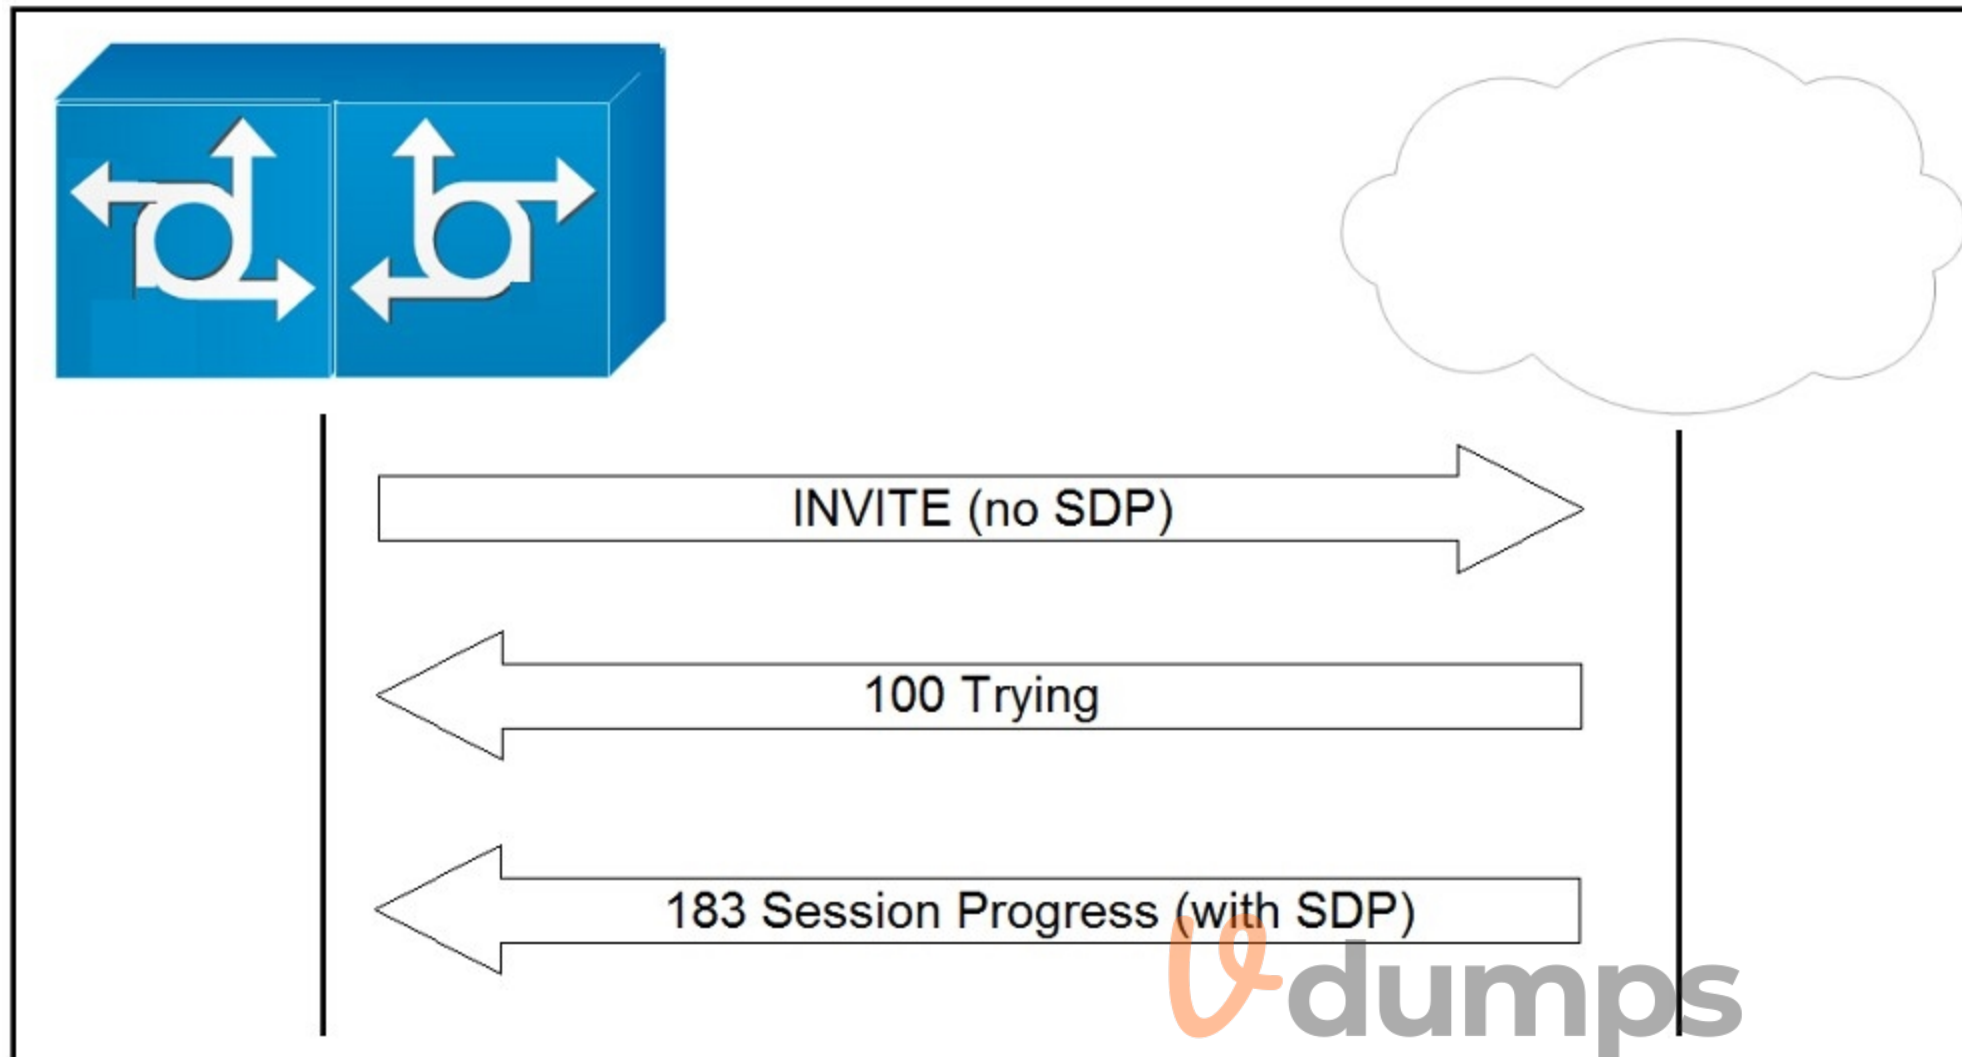 INVITE (no SDP)
100 Trying
183 Session Progress (with SDP)
dumps